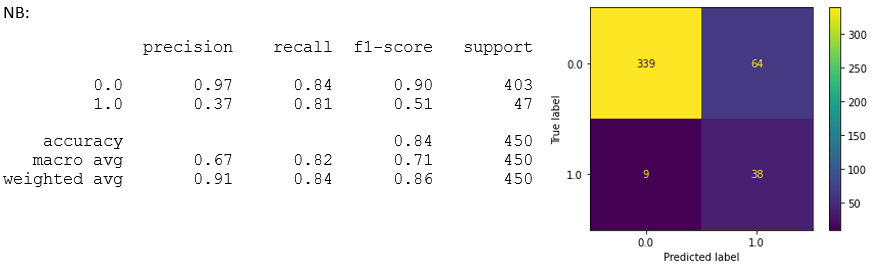 NB:
precision recall f1-score support
0.0 0.97 0.84 0.90 403
1.0 0.37 0.81 0.51 47
accuracy 0.84 450
macro avg 0.67 0.82 0.71 450
weighted avg 0.91 0.84 0.86 450
True label
0.0
1.0
339 64
9 38
0.0 1.0
Predicted label
300
250
200
150
100
50